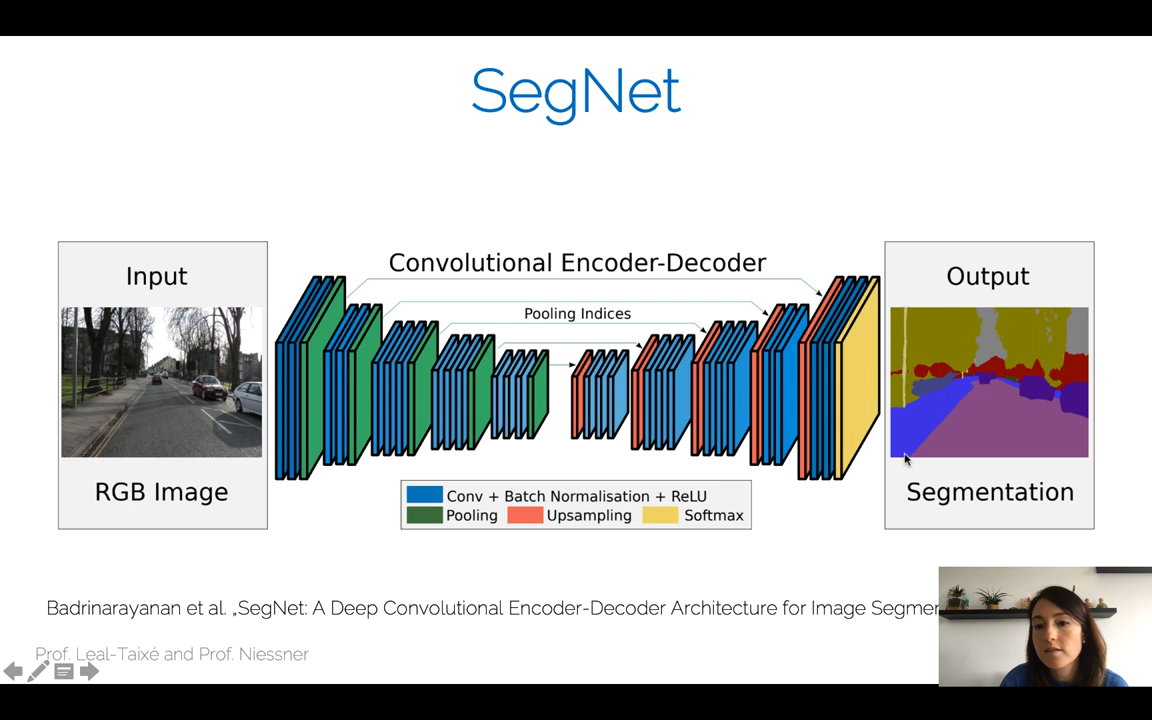 SegNet
Input
RGB Image
Convolutional Encoder-Decoder
Pooling Indices
Conv + Batch Normalisation + ReLU
Pooling Upsampling Softmax
Output
Segmentation
Badrinarayanan et al. „SegNet: A Deep Convolutional Encoder-Decoder Architecture for Image
Prof. Leal-Taixé and Prof. Niessner